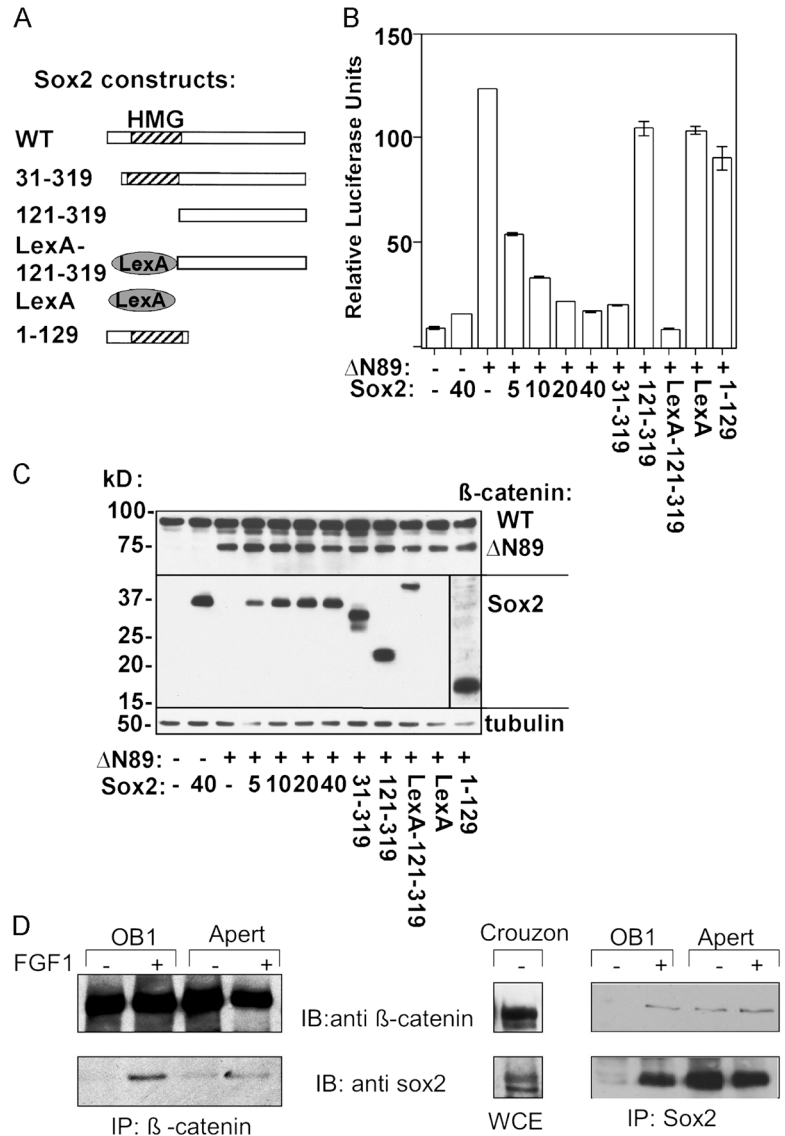 A
Sox2 constructs:
HMG
WT
31-319
121-319
LexA-
121-319
LexA
LexA
LexA
1-129
B
Relative Luciferase Units
150
100
50
ΔN89: - - + + + + + + + + + +
Sox2: - 40 - 5 10 20 40 31-319 121-319 LexA-121-319 LexA 1-129
C
kD:
ß-catenin:
100-
WT
75-
ΔN89
37-
Sox2
25-
20-
15-
50-
tubulin
ΔN89: - - + + + + + + + + + +
Sox2: - 40 - 5 10 20 40 31-319 121-319 LexA-121-319 LexA 1-129
D
OB1 Apert
FGF1 - + - +
IB:anti ß-catenin
IB: anti sox2
IP: ß -catenin
Crouzon
-
WCE
OB1 Apert
- + - +
IP: Sox2